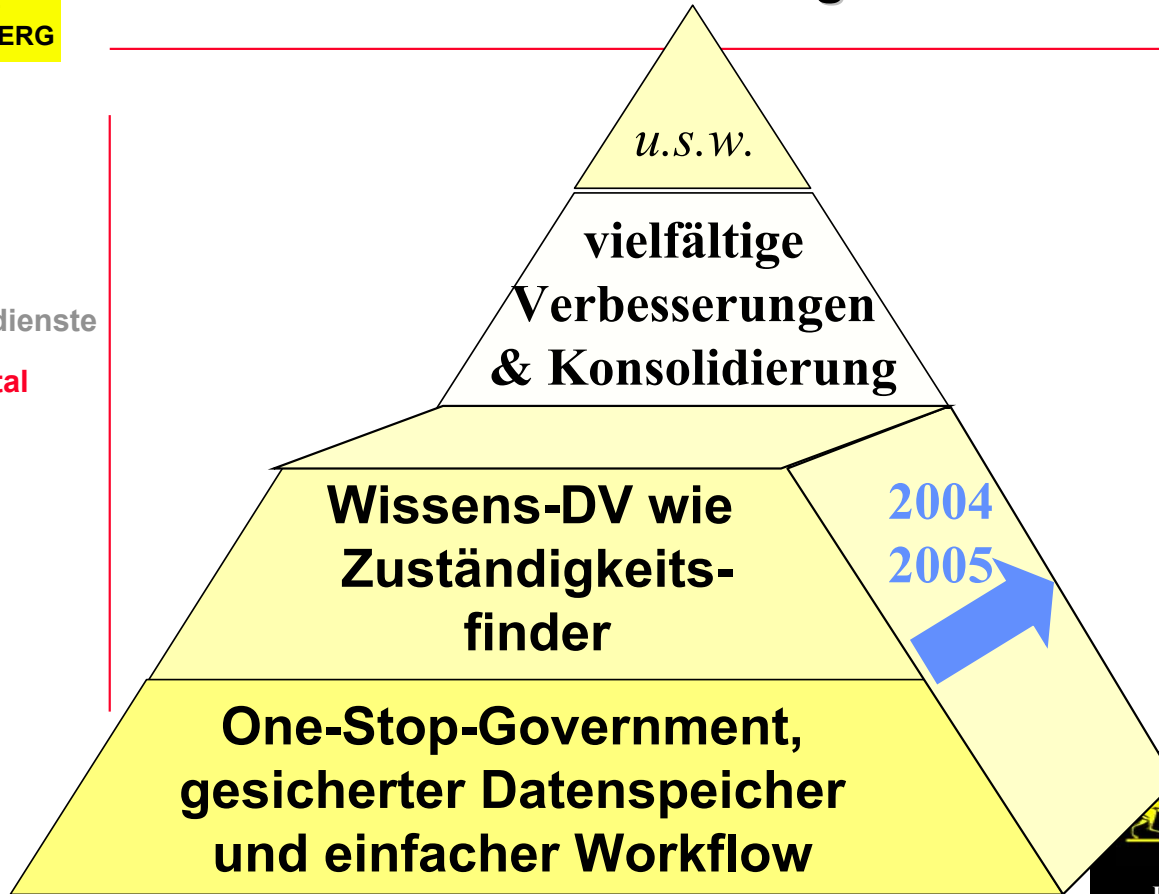 ERG
g
dienste
tal
u.s.w.
vielfältige
Verbesserungen
& Konsolidierung
Wissens-DV wie
Zuständigkeits-
finder
2004
2005
One-Stop-Government,
gesicherter Datenspeicher
und einfacher Workflow